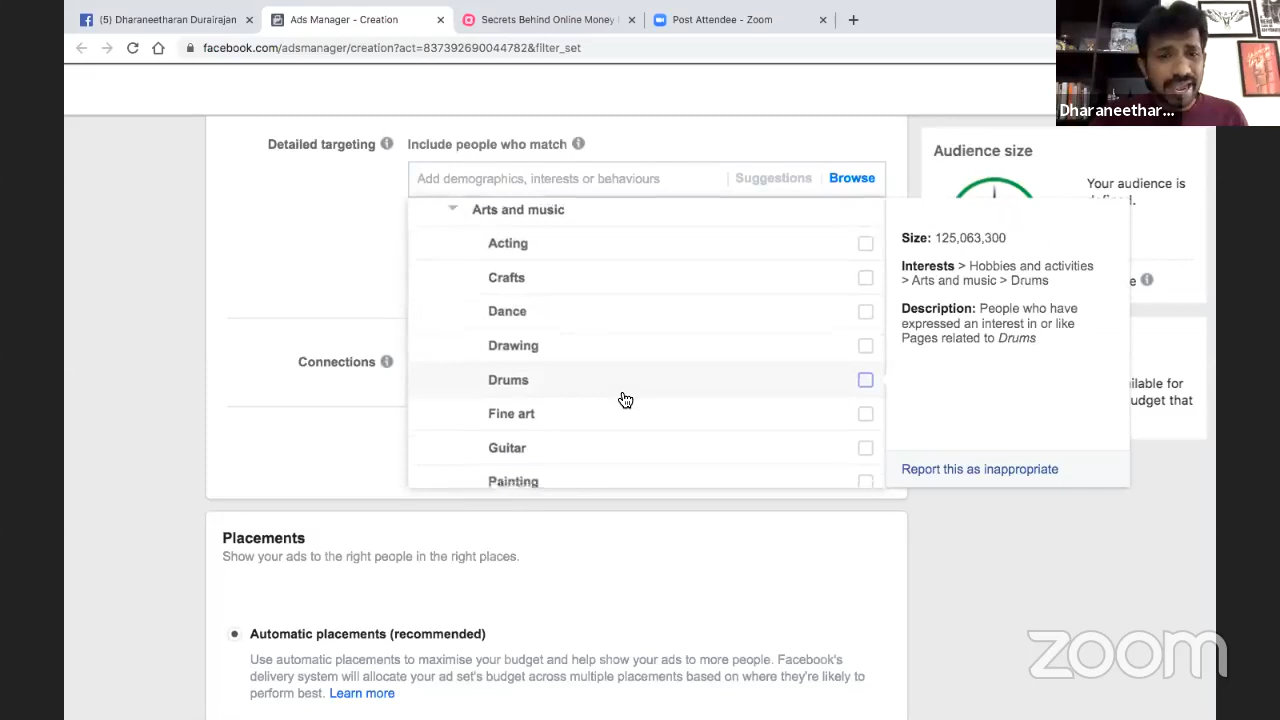 (5) Dharaneetharan Durairajan
Ads Manager - Creation
Secrets Behind Online Money
Post Attendee - Zoom
facebook.com/adsmanager/creation?act=837392690044782&filter_set
Dharaneethar...
Detailed targeting
Include people who match
Add demographics, interests or behaviours
Suggestions
Browse
Arts and music
Acting
Crafts
Dance
Drawing
Drums
Fine art
Guitar
Painting
Connections
Size: 125,063,300
Interests > Hobbies and activities
> Arts and music > Drums
Description: People who have
expressed an interest in or like
Pages related to Drums
Report this as inappropriate
Audience size
Your audience is
defined.
Placements
Show your ads to the right people in the right places.
Automatic placements (recommended)
Use automatic placements to maximise your budget and help show your ads to more people. Facebook's
delivery system will allocate your ad set's budget across multiple placements based on where they're likely to
perform best. Learn more
zoom